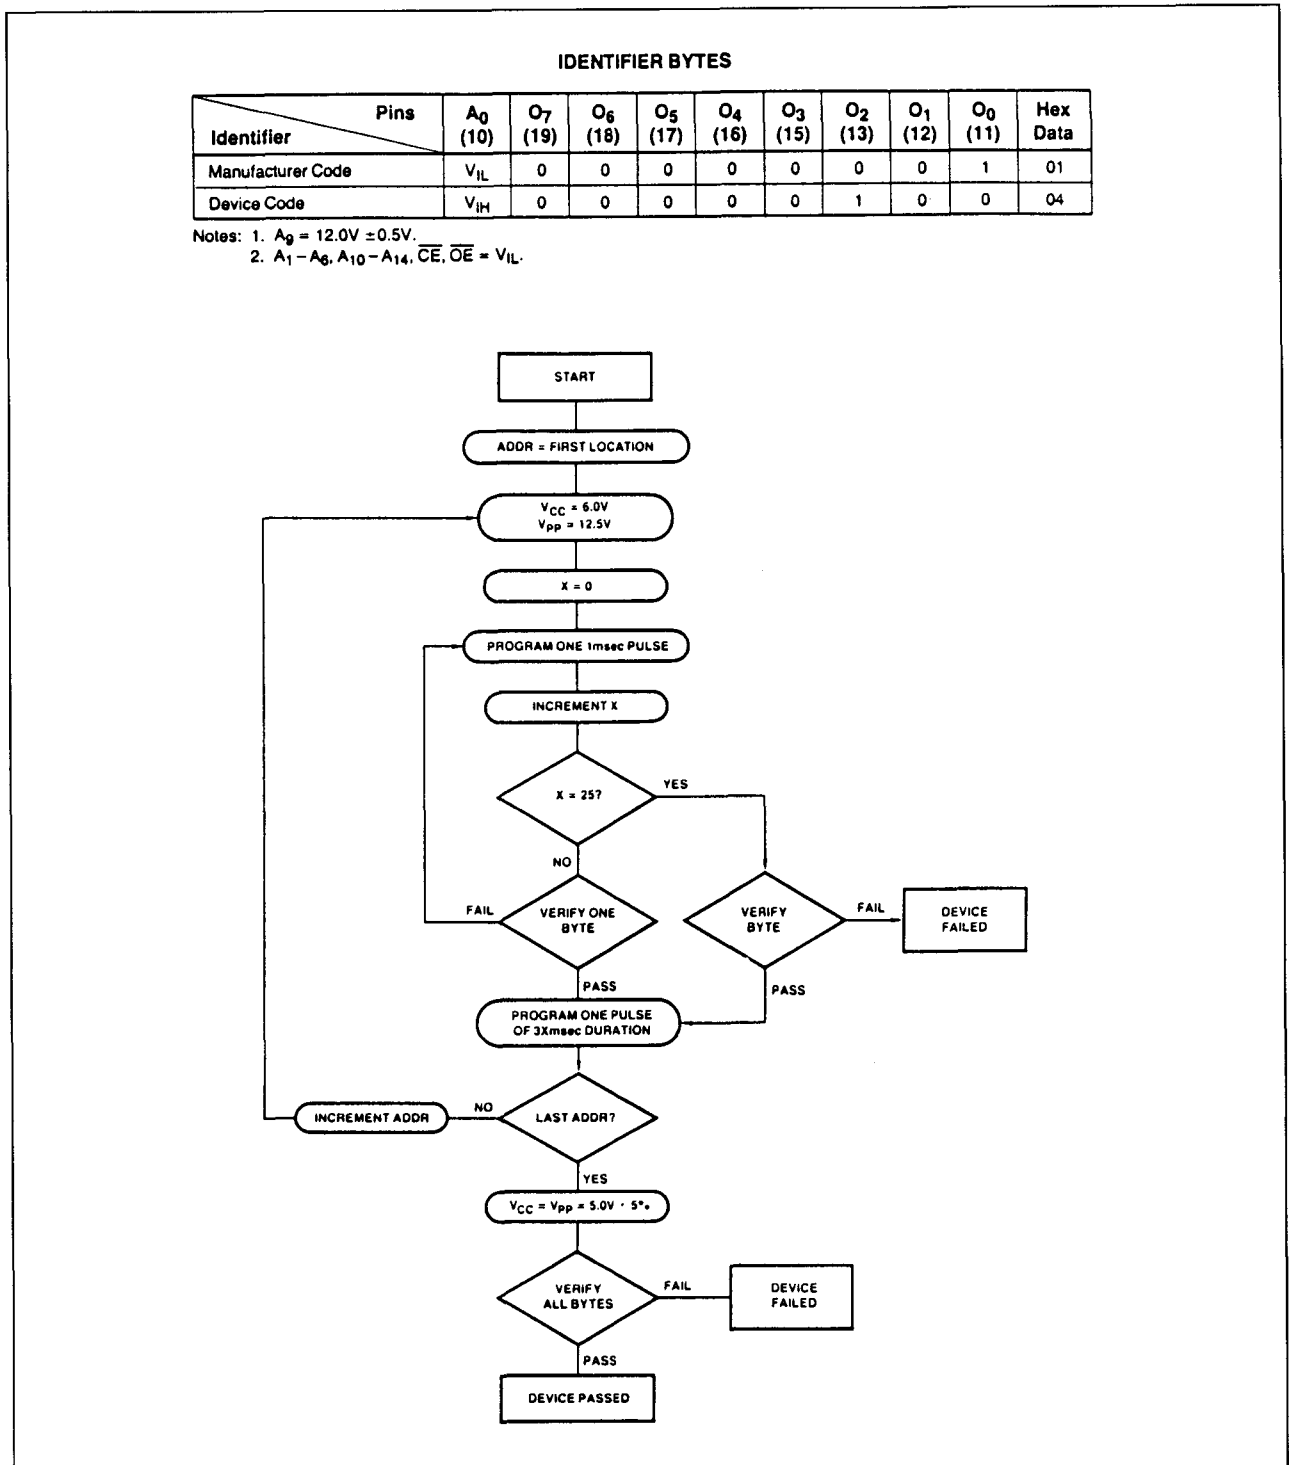 IDENTIFIER BYTES
Pins
Identifier
A0 (10) O7 (19) O6 (18) O5 (17) O4 (16) O3 (15) O2 (13) O1 (12) O0 (11) Hex Data
Manufacturer Code VIL 0 0 0 0 0 0 0 1 01
Device Code VIH 0 0 0 0 0 1 0 0 04
Notes: 1. A9 = 12.0V ±0.5V.
2. A1–A6, A10–A14, C̅E̅, O̅E̅ = VIL.
START
ADDR = FIRST LOCATION
VCC = 6.0V
VPP = 12.5V
X = 0
PROGRAM ONE 1msec PULSE
INCREMENT X
X = 25?
YES
NO
VERIFY ONE
BYTE
FAIL
PASS
VERIFY
BYTE
FAIL
PASS
DEVICE
FAILED
PROGRAM ONE PULSE
OF 3Xmsec DURATION
LAST ADDR?
NO
INCREMENT ADDR
YES
VCC = VPP = 5.0V · 5%
VERIFY
ALL BYTES
FAIL
DEVICE
FAILED
PASS
DEVICE PASSED